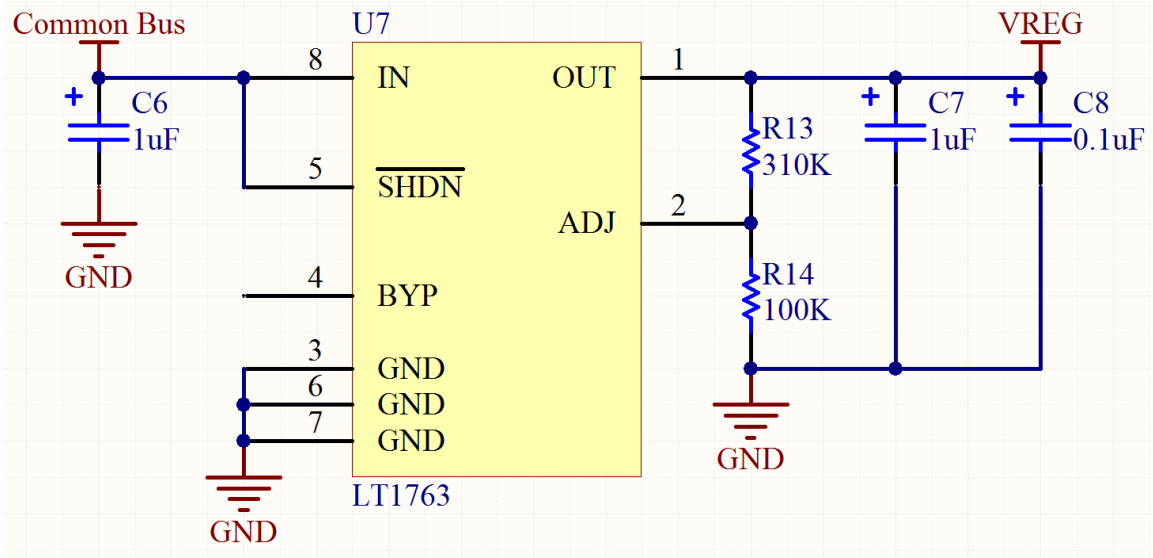 Common Bus
U7
VREG
8
IN
OUT
1
+
C6
1uF
R13
310K
+
C7
1uF
+
C8
0.1uF
5
SHDN
ADJ
2
GND
4
BYP
R14
100K
3
GND
6
GND
7
GND
GND
LT1763
GND